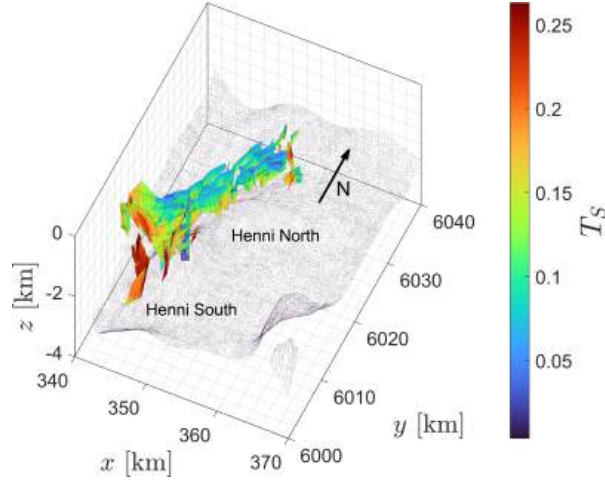 0.25
0.2
0.15
0.1
0.05
T_S
N
Henni North
Henni South
0
-2
-4
z [km]
340
350
360
370
x [km]
6000
6010
6020
6030
6040
y [km]